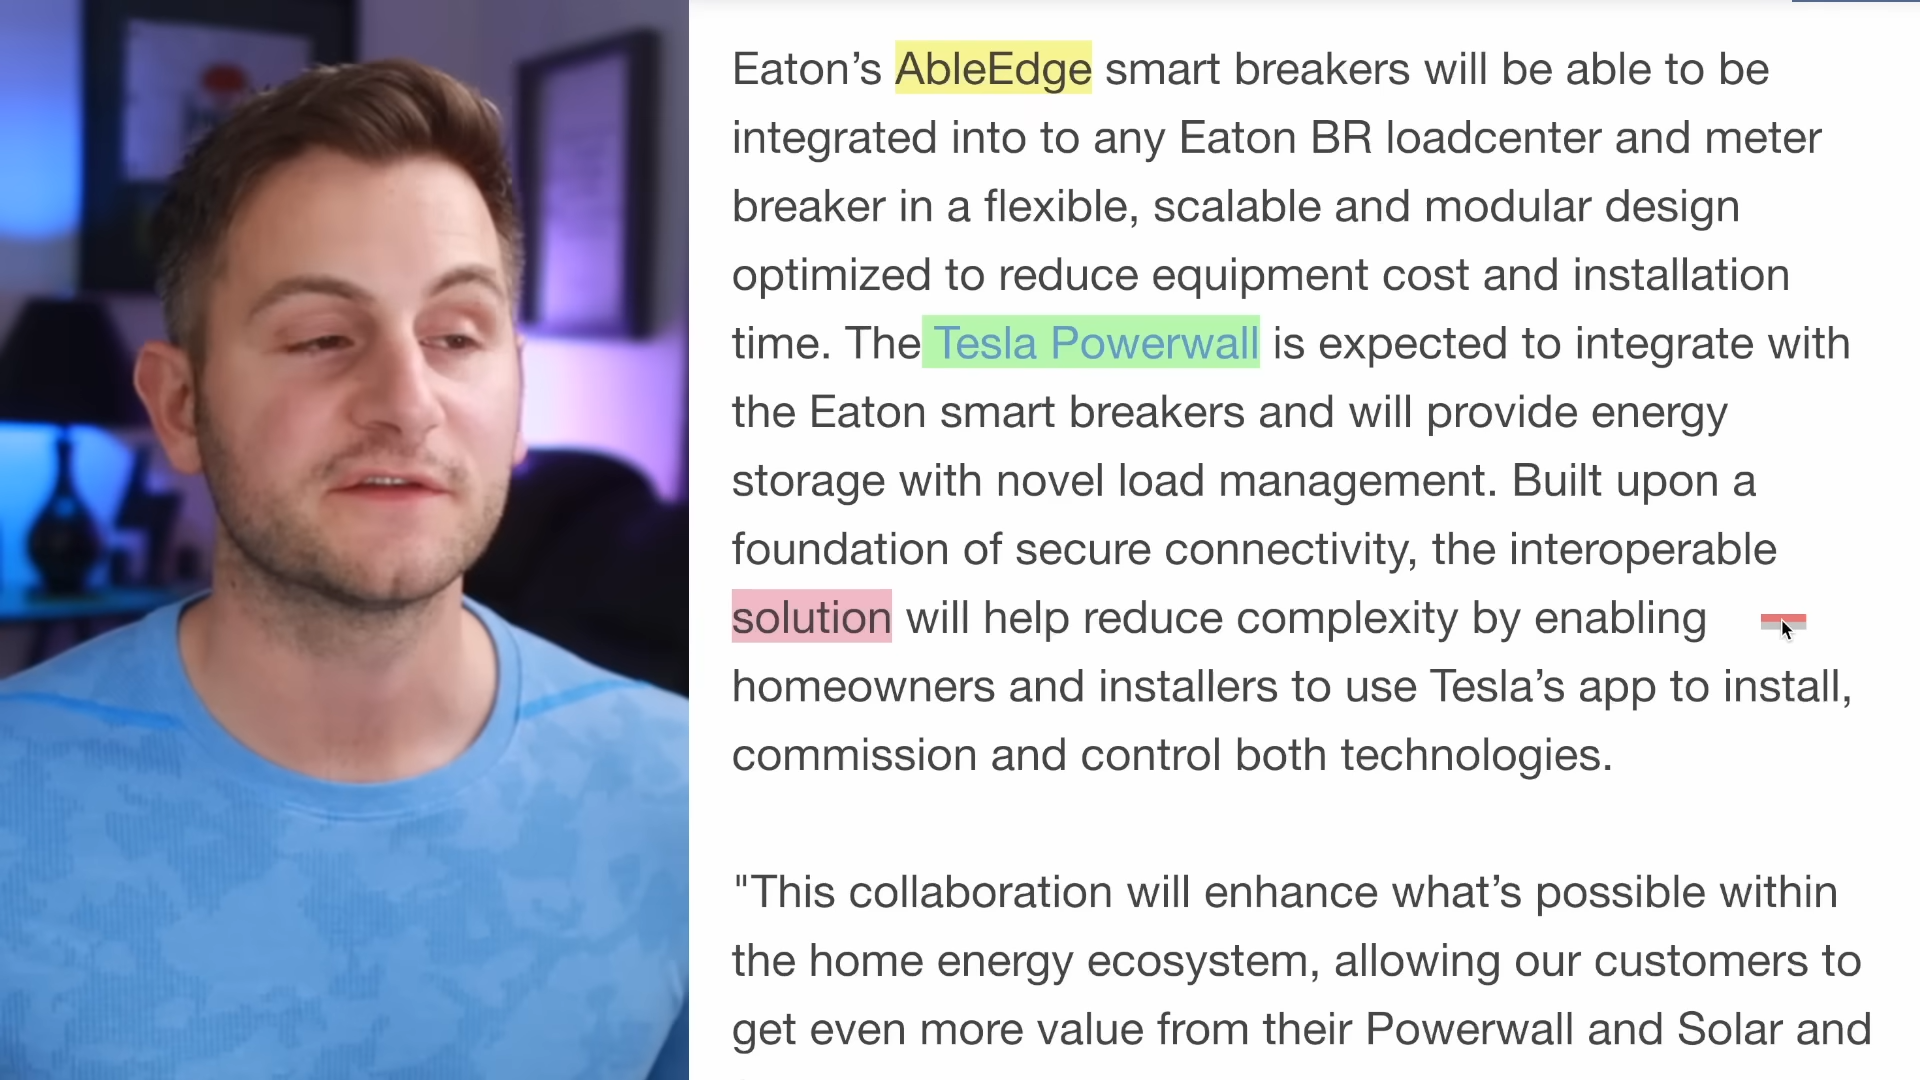 Eaton’s AbleEdge smart breakers will be able to be
integrated into to any Eaton BR loadcenter and meter
breaker in a flexible, scalable and modular design
optimized to reduce equipment cost and installation
time. The Tesla Powerwall is expected to integrate with
the Eaton smart breakers and will provide energy
storage with novel load management. Built upon a
foundation of secure connectivity, the interoperable
solution will help reduce complexity by enabling
homeowners and installers to use Tesla’s app to install,
commission and control both technologies.
"This collaboration will enhance what’s possible within
the home energy ecosystem, allowing our customers to
get even more value from their Powerwall and Solar and